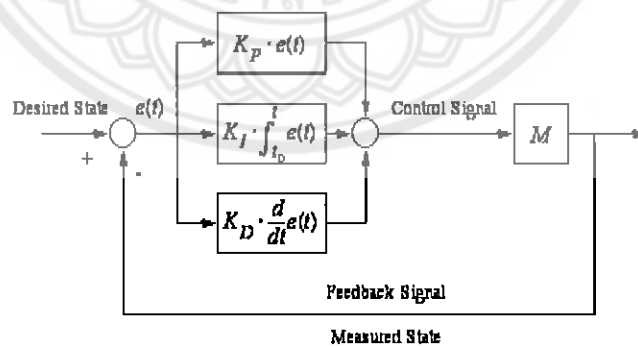 K_P · e(t)
Desired State e(t) K_I · ∫_{t_0}^{t} e(t) Control Signal M
+
-
K_D · d/dt e(t)
Feedback Signal
Measured State